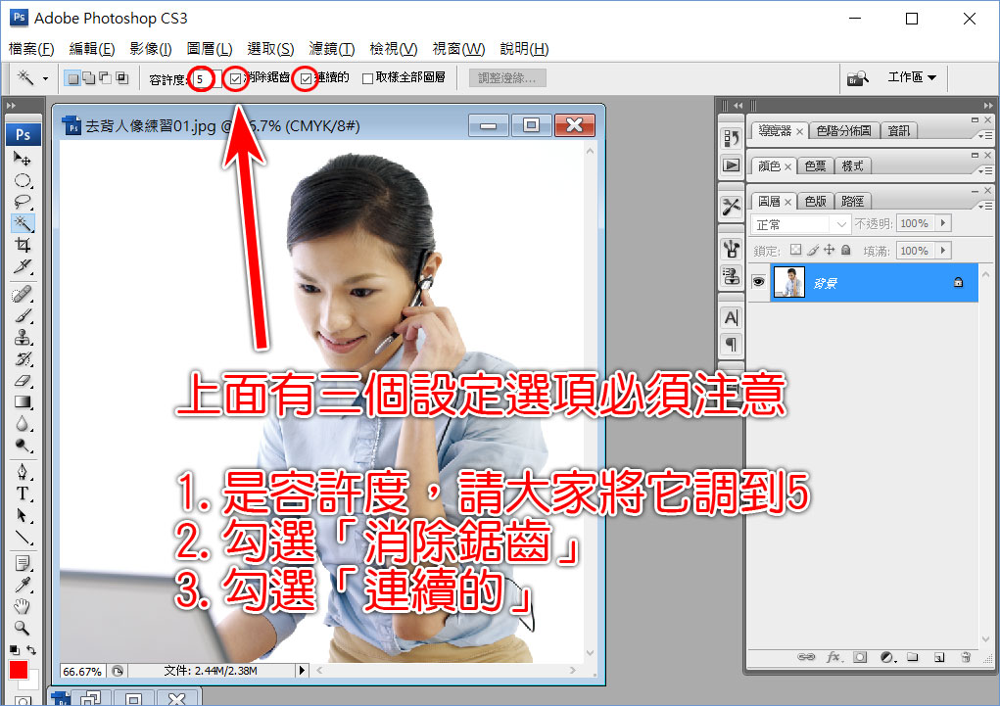 Ps Adobe Photoshop CS3
檔案(F) 編輯(E) 影像(I) 圖層(L) 選取(S) 濾鏡(T) 檢視(V) 視窗(W) 說明(H)
容許度: 5 消除鋸齒 連續的 取樣全部圖層 調整邊緣... 工作區
Ps
去背人像練習01.jpg @ 6.7% (CMYK/8#)
導覽器 色階分佈圖 資訊
顏色 色票 樣式
圖層 色版 路徑
正常 不透明: 100%
鎖定: 填滿: 100%
背景
上面有三個設定選項必須注意
1.是容許度，請大家將它調到5
2.勾選「消除鋸齒」
3.勾選「連續的」
66.67% 文件: 2.44M/2.38M